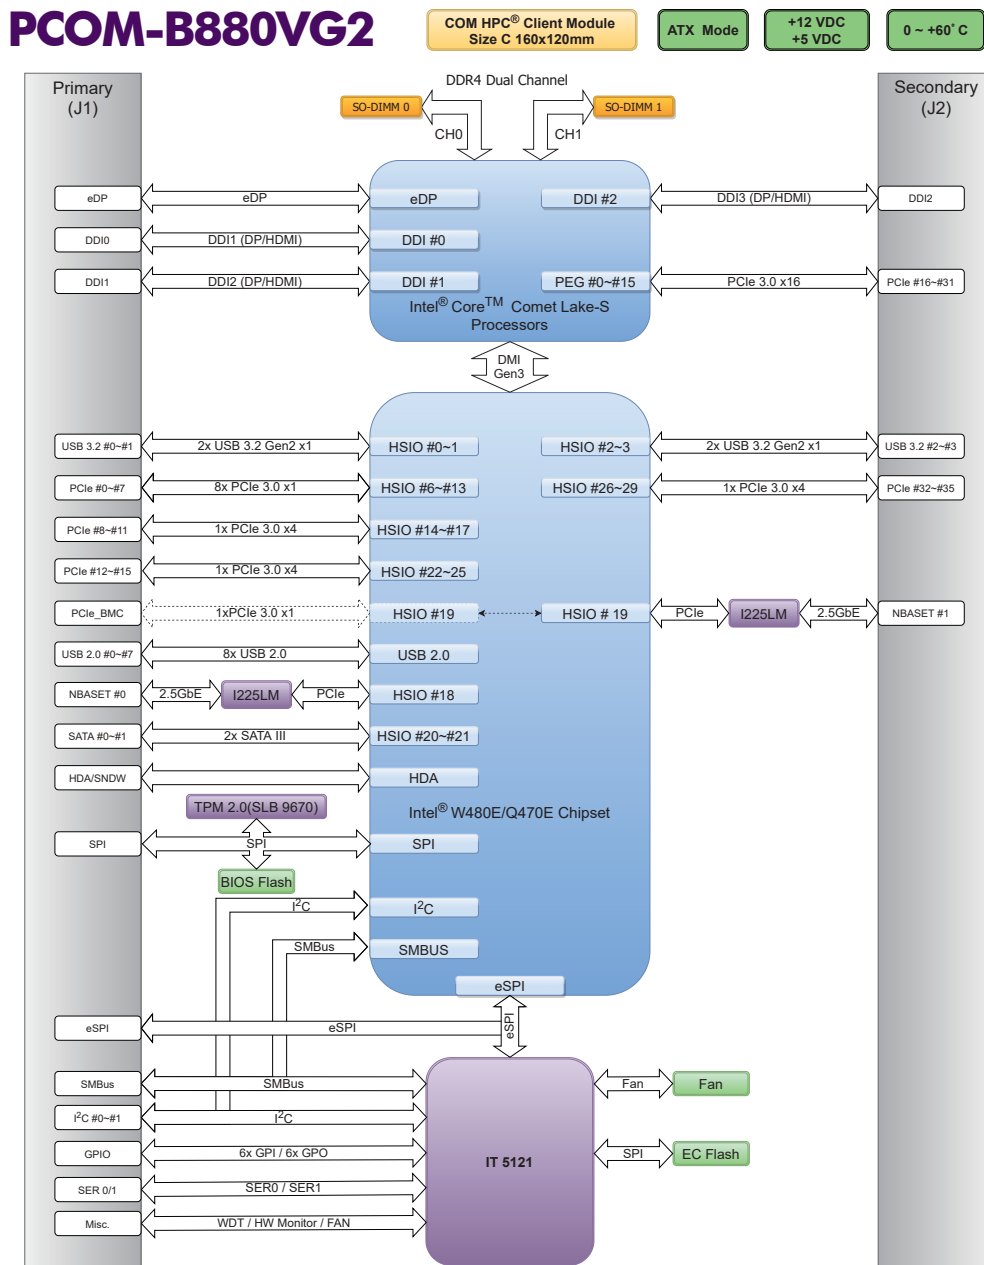 PCOM-B880VG2
COM HPC® Client Module
Size C 160x120mm
ATX Mode
+12 VDC
+5 VDC
0 ~ +60° C
Primary
(J1)
DDR4 Dual Channel
Secondary
(J2)
SO-DIMM 0
SO-DIMM 1
CH0
CH1
eDP
eDP
eDP
DDI #2
DDI3 (DP/HDMI)
DDI2
DDI0
DDI1 (DP/HDMI)
DDI #0
DDI1
DDI2 (DP/HDMI)
DDI #1
PEG #0~#15
PCIe 3.0 x16
PCIe #16~#31
Intel® Core™ Comet Lake-S
Processors
DMI
Gen3
USB 3.2 #0~#1
2x USB 3.2 Gen2 x1
HSIO #0~1
HSIO #2~3
2x USB 3.2 Gen2 x1
USB 3.2 #2~#3
PCIe #0~#7
8x PCIe 3.0 x1
HSIO #6~#13
HSIO #26~29
1x PCIe 3.0 x4
PCIe #32~#35
PCIe #8~#11
1x PCIe 3.0 x4
HSIO #14~#17
PCIe #12~#15
1x PCIe 3.0 x4
HSIO #22~25
PCIe_BMC
1xPCIe 3.0 x1
HSIO #19
HSIO # 19
PCIe
I225LM
2.5GbE
NBASET #1
USB 2.0 #0~#7
8x USB 2.0
USB 2.0
NBASET #0
2.5GbE
I225LM
PCIe
HSIO #18
SATA #0~#1
2x SATA III
HSIO #20~#21
HDA/SNDW
HDA
TPM 2.0(SLB 9670)
Intel® W480E/Q470E Chipset
SPI
SPI
SPI
BIOS Flash
I²C
I²C
SMBus
SMBUS
eSPI
eSPI
eSPI
eSPI
SMBus
SMBus
Fan
Fan
I²C #0~#1
I²C
GPIO
6x GPI / 6x GPO
IT 5121
SPI
EC Flash
SER 0/1
SER0 / SER1
Misc.
WDT / HW Monitor / FAN